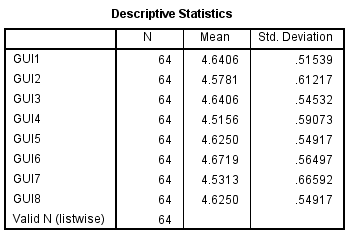 Descriptive Statistics
N Mean Std. Deviation
GUI1 64 4.6406 .51539
GUI2 64 4.5781 .61217
GUI3 64 4.6406 .54532
GUI4 64 4.5156 .59073
GUI5 64 4.6250 .54917
GUI6 64 4.6719 .56497
GUI7 64 4.5313 .66592
GUI8 64 4.6250 .54917
Valid N (listwise) 64